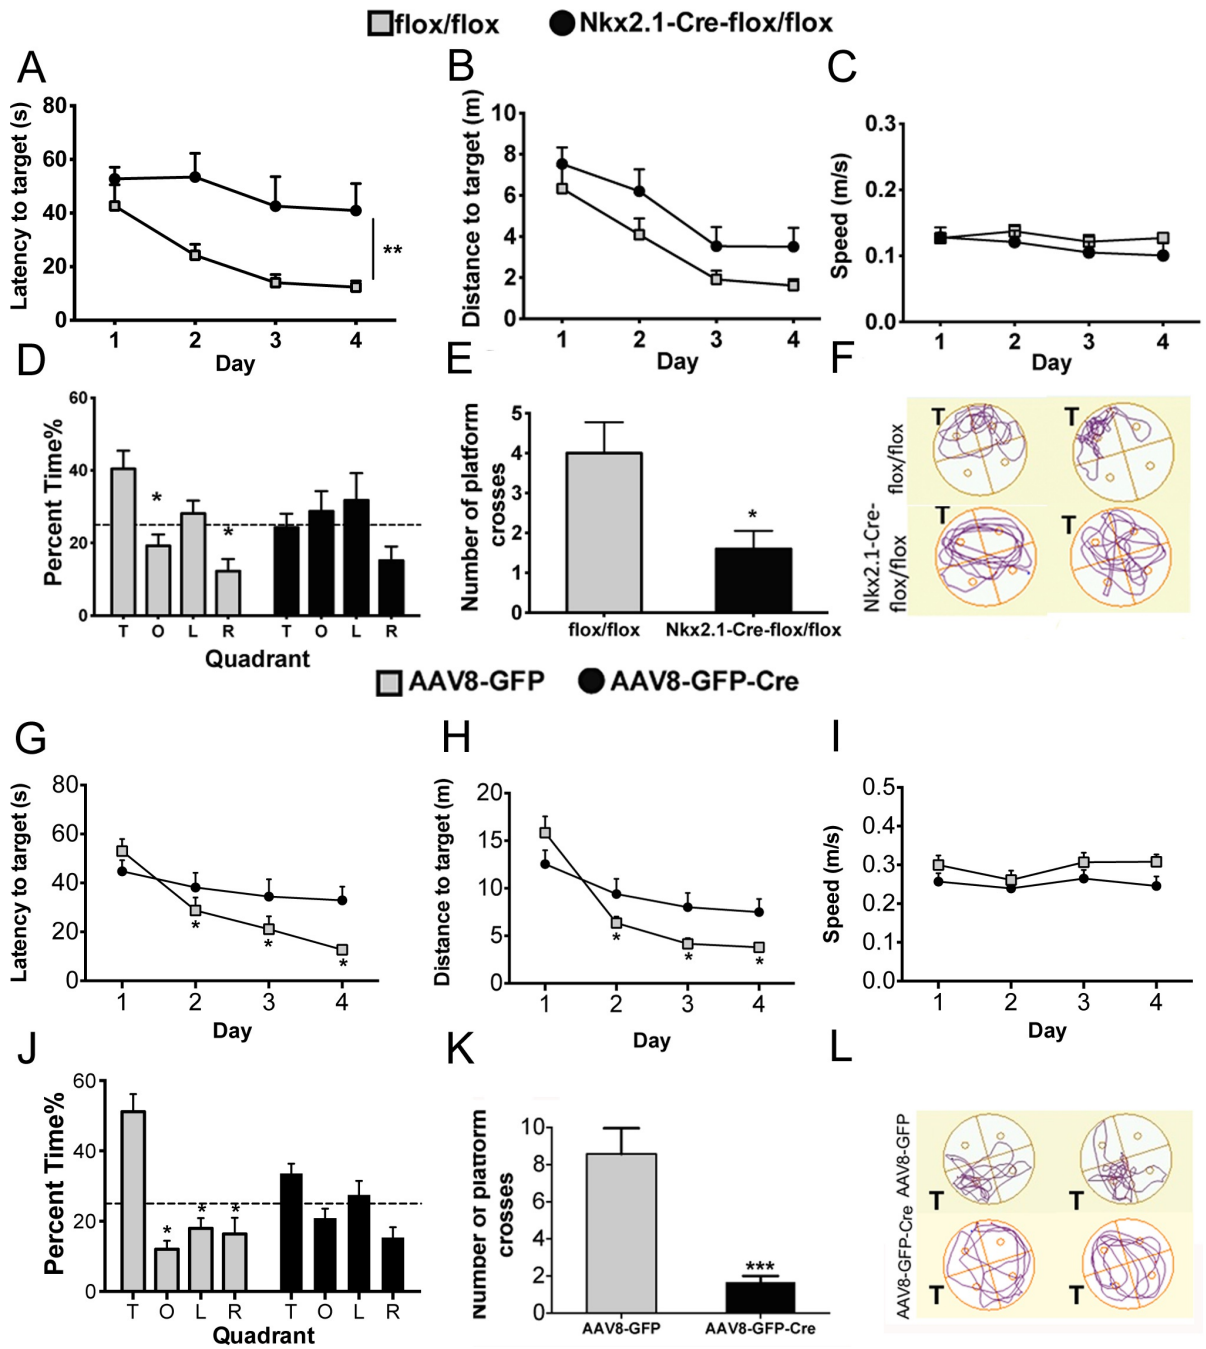 flox/flox Nkx2.1-Cre-flox/flox
A
Latency to target (s)
80
60
40
20
0
**
1 2 3 4
Day
B
Distance to target (m)
10
8
6
4
2
0
1 2 3 4
Day
C
Speed (m/s)
0.3
0.2
0.1
0.0
1 2 3 4
Day
D
Percent Time%
60
40
20
0
* *
T O L R T O L R
Quadrant
E
Number of platform
crosses
5
4
3
2
1
0
*
flox/flox Nkx2.1-Cre-flox/flox
F
flox/flox
T T
Nkx2.1-Cre-
flox/flox
T T
AAV8-GFP AAV8-GFP-Cre
G
Latency to target (s)
80
60
40
20
0
* * *
1 2 3 4
Day
H
Distance to target (m)
20
15
10
5
0
* * *
1 2 3 4
Day
I
Speed (m/s)
0.5
0.4
0.3
0.2
0.1
0.0
1 2 3 4
Day
J
Percent Time%
60
40
20
0
* * *
T O L R T O L R
Quadrant
K
Number of platform
crosses
10
8
6
4
2
0
***
AAV8-GFP AAV8-GFP-Cre
L
AAV8-GFP
T T
AAV8-GFP-Cre
T T